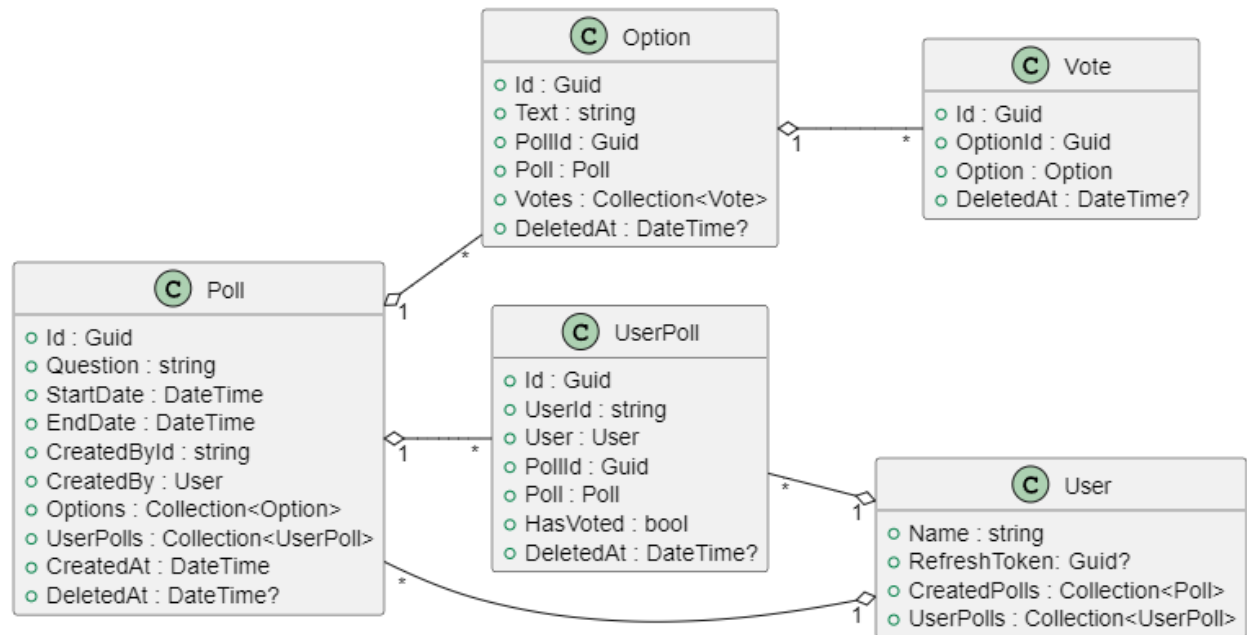 C Option
Id : Guid
Text : string
PollId : Guid
Poll : Poll
Votes : Collection<Vote>
DeletedAt : DateTime?
C Vote
Id : Guid
OptionId : Guid
Option : Option
DeletedAt : DateTime?
1
*
*
1
C Poll
Id : Guid
Question : string
StartDate : DateTime
EndDate : DateTime
CreatedById : string
CreatedBy : User
Options : Collection<Option>
UserPolls : Collection<UserPoll>
CreatedAt : DateTime
DeletedAt : DateTime?
C UserPoll
Id : Guid
UserId : string
User : User
PollId : Guid
Poll : Poll
HasVoted : bool
DeletedAt : DateTime?
1
*
*
1
C User
Name : string
RefreshToken: Guid?
CreatedPolls : Collection<Poll>
UserPolls : Collection<UserPoll>
*
1